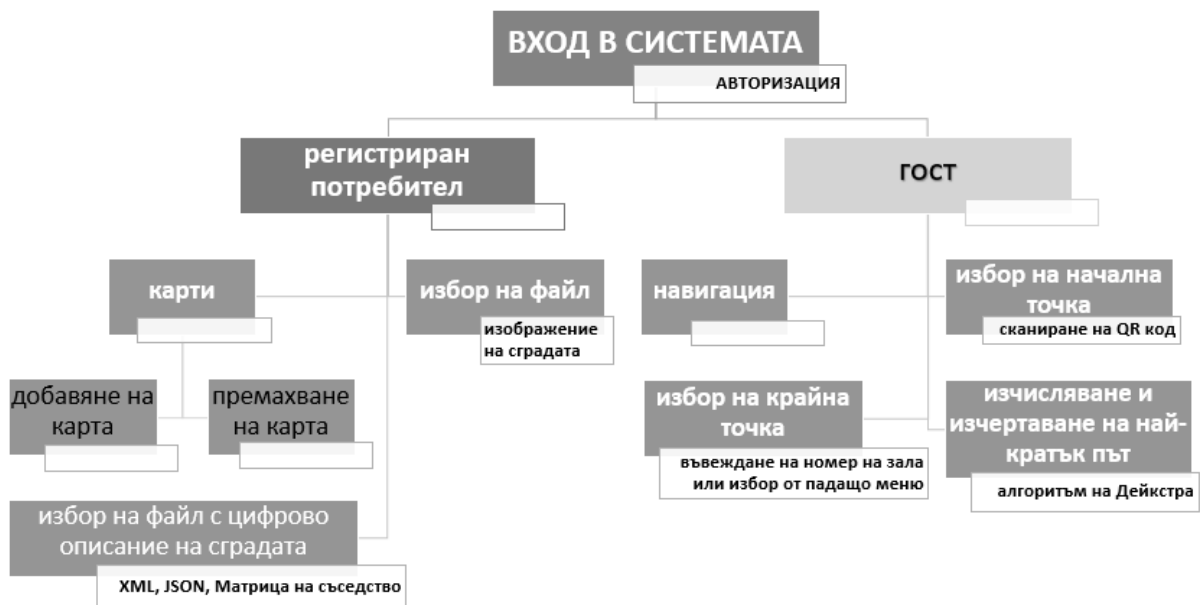 ВХОД В СИСТЕМАТА
АВТОРИЗАЦИЯ
регистриран
потребител
гост
карти
избор на файл
изображение
на сградата
навигация
избор на начална
точка
сканиране на QR код
добавяне на
карта
премахване
на карта
избор на крайна
точка
въвеждане на номер на зала
или избор от падащо меню
изчисляване и
изчертаване на най-
кратък път
алгоритъм на Дейкстра
избор на файл с цифрово
описание на сградата
XML, JSON, Матрица на съседство